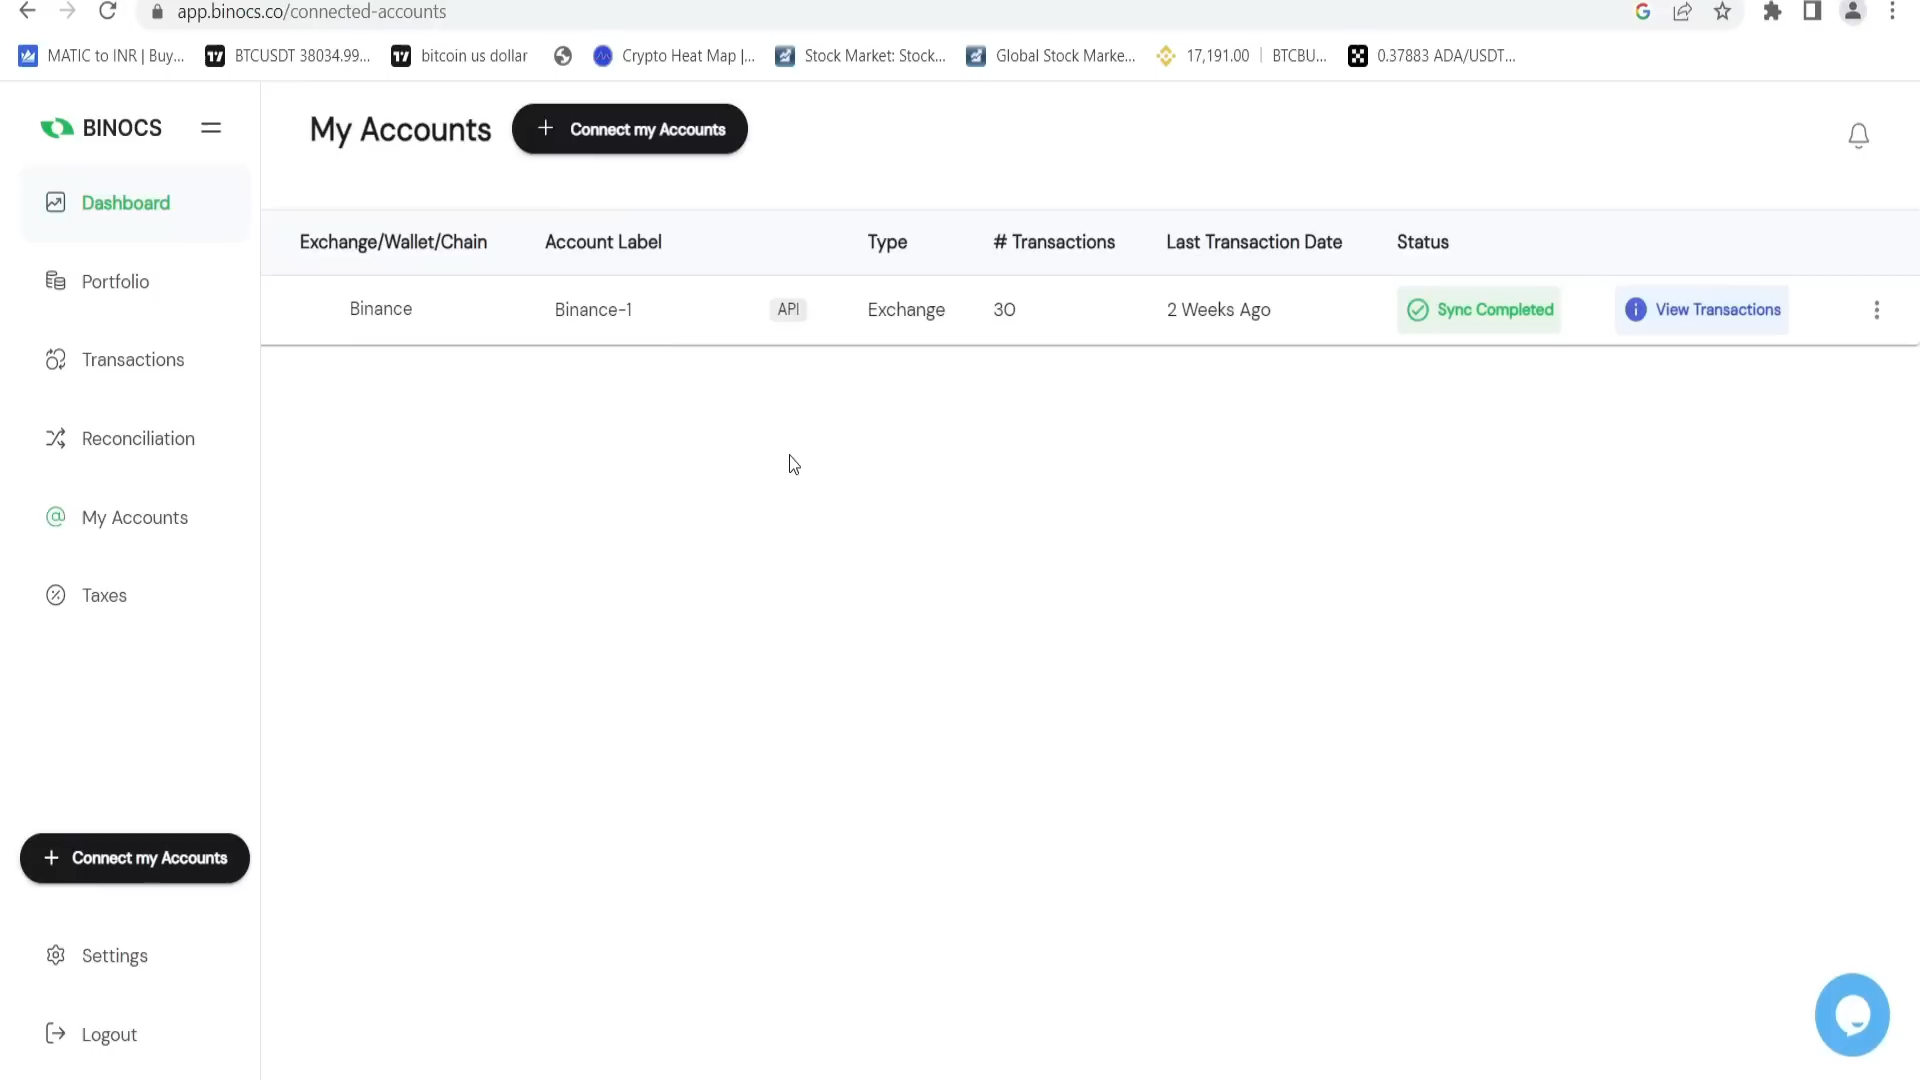 app.binocs.co/connected-accounts
MATIC to INR | Buy... BTCUSDT 38034.99... bitcoin us dollar Crypto Heat Map |... Stock Market: Stock... Global Stock Marke... 17,191.00 | BTCBU... 0.37883 ADA/USDT...
BINOCS
My Accounts
+ Connect my Accounts
Dashboard
Portfolio
Transactions
Reconciliation
My Accounts
Taxes
+ Connect my Accounts
Settings
Logout
Exchange/Wallet/Chain Account Label Type # Transactions Last Transaction Date Status
Binance Binance-1 API Exchange 30 2 Weeks Ago Sync Completed View Transactions